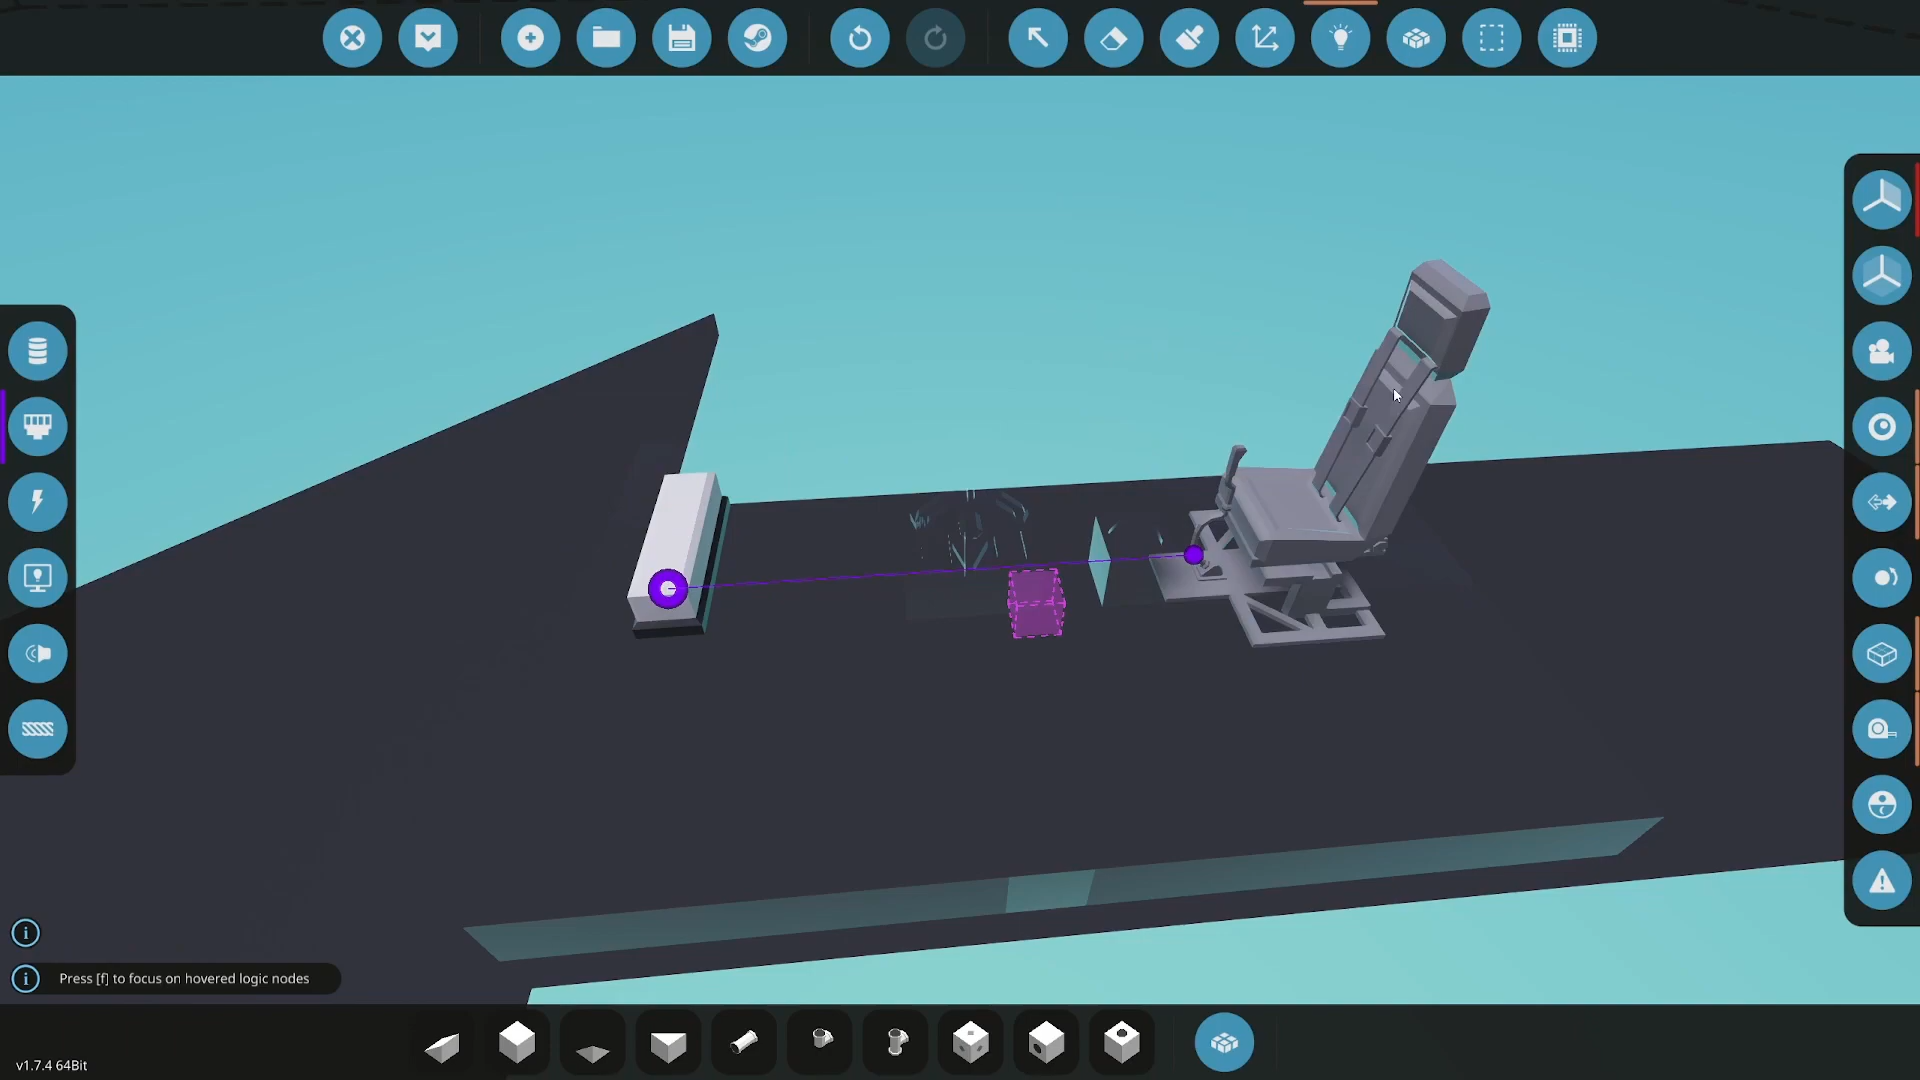 Press [f] to focus on hovered logic nodes
v1.7.4 64Bit